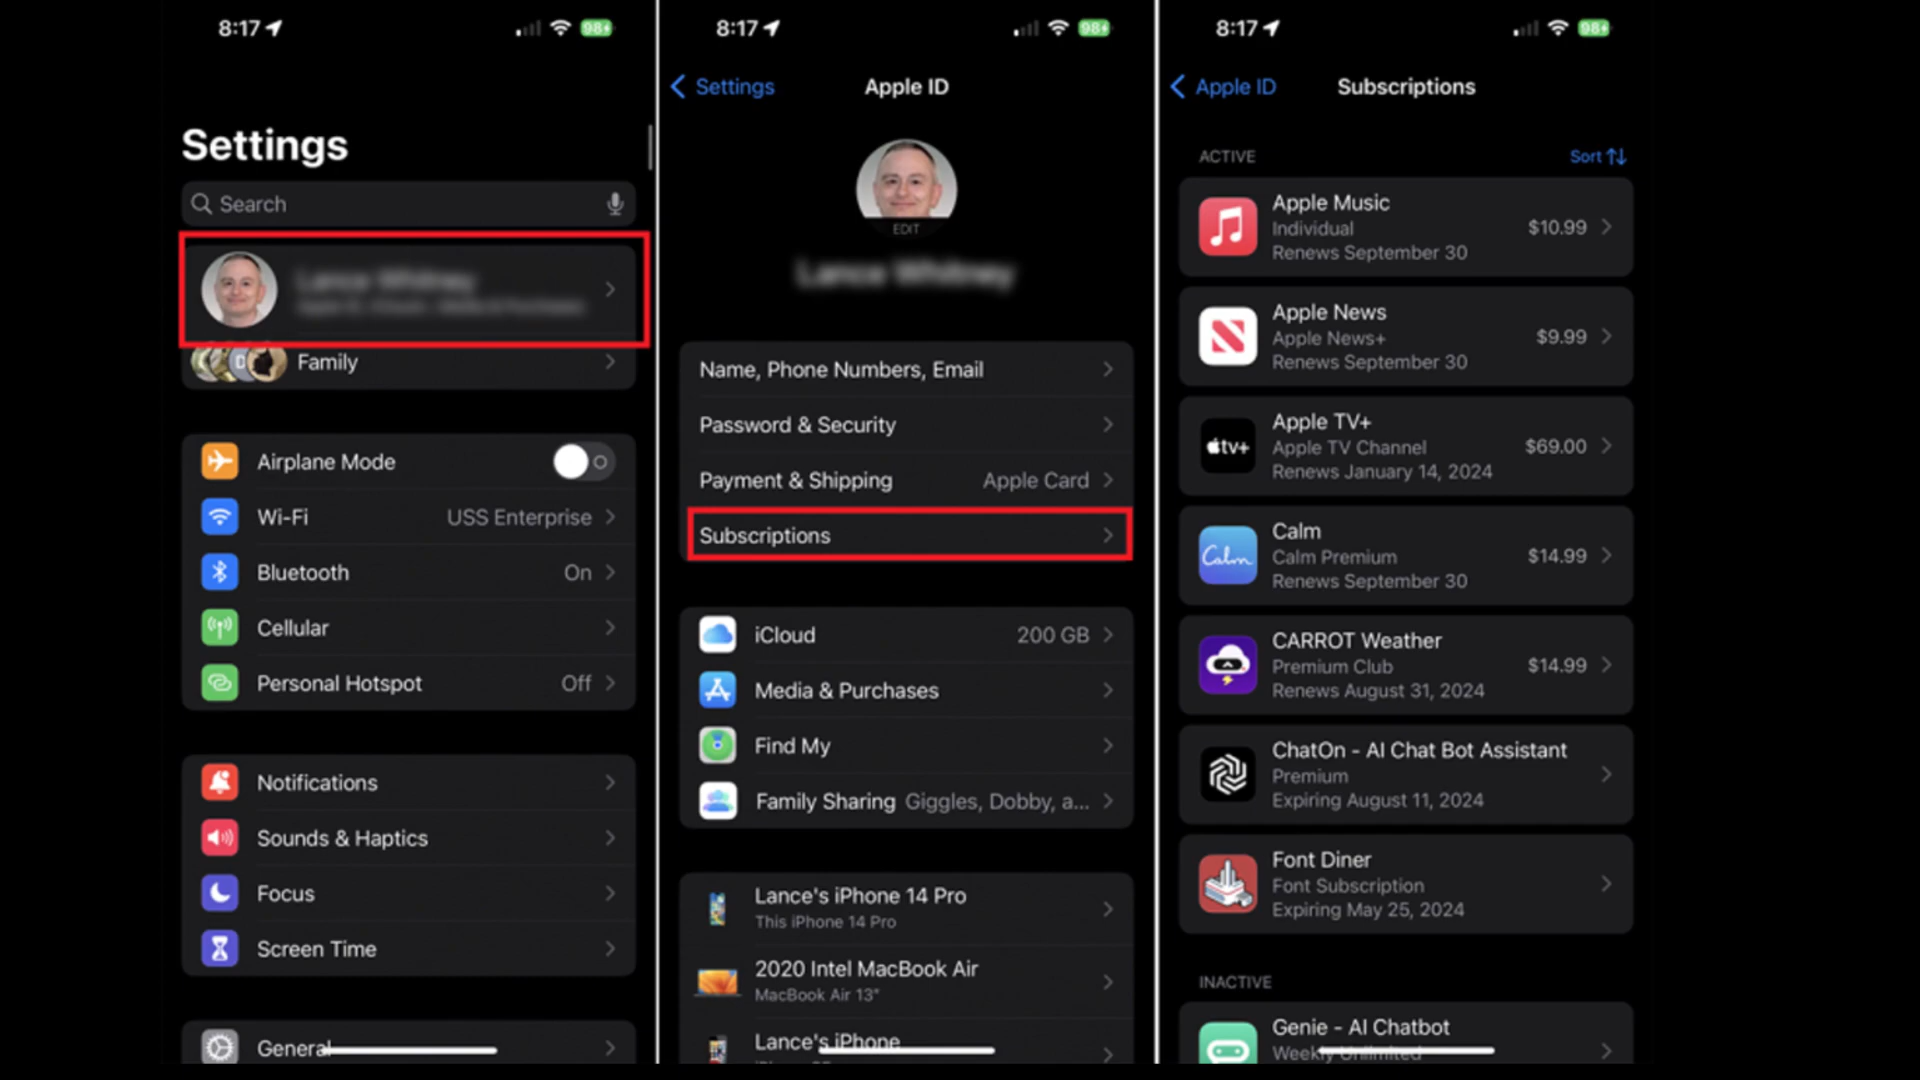 8:17
98
Settings
Search
Family
Airplane Mode
Wi-Fi USS Enterprise
Bluetooth On
Cellular
Personal Hotspot Off
Notifications
Sounds & Haptics
Focus
Screen Time
General
8:17
98
Settings Apple ID
EDIT
Lance Whitney
Name, Phone Numbers, Email
Password & Security
Payment & Shipping Apple Card
Subscriptions
iCloud 200 GB
Media & Purchases
Find My
Family Sharing Giggles, Dobby, a...
Lance's iPhone 14 Pro
This iPhone 14 Pro
2020 Intel MacBook Air
MacBook Air 13"
Lance's iPhone
8:17
98
Apple ID Subscriptions
ACTIVE Sort
Apple Music
Individual $10.99
Renews September 30
Apple News
Apple News+ $9.99
Renews September 30
tv+
Apple TV+
Apple TV Channel $69.00
Renews January 14, 2024
Calm
Calm
Calm Premium $14.99
Renews September 30
CARROT Weather
Premium Club $14.99
Renews August 31, 2024
ChatOn - AI Chat Bot Assistant
Premium
Expiring August 11, 2024
Font Diner
Font Subscription
Expiring May 25, 2024
INACTIVE
Genie - AI Chatbot
Weekly Unlimited